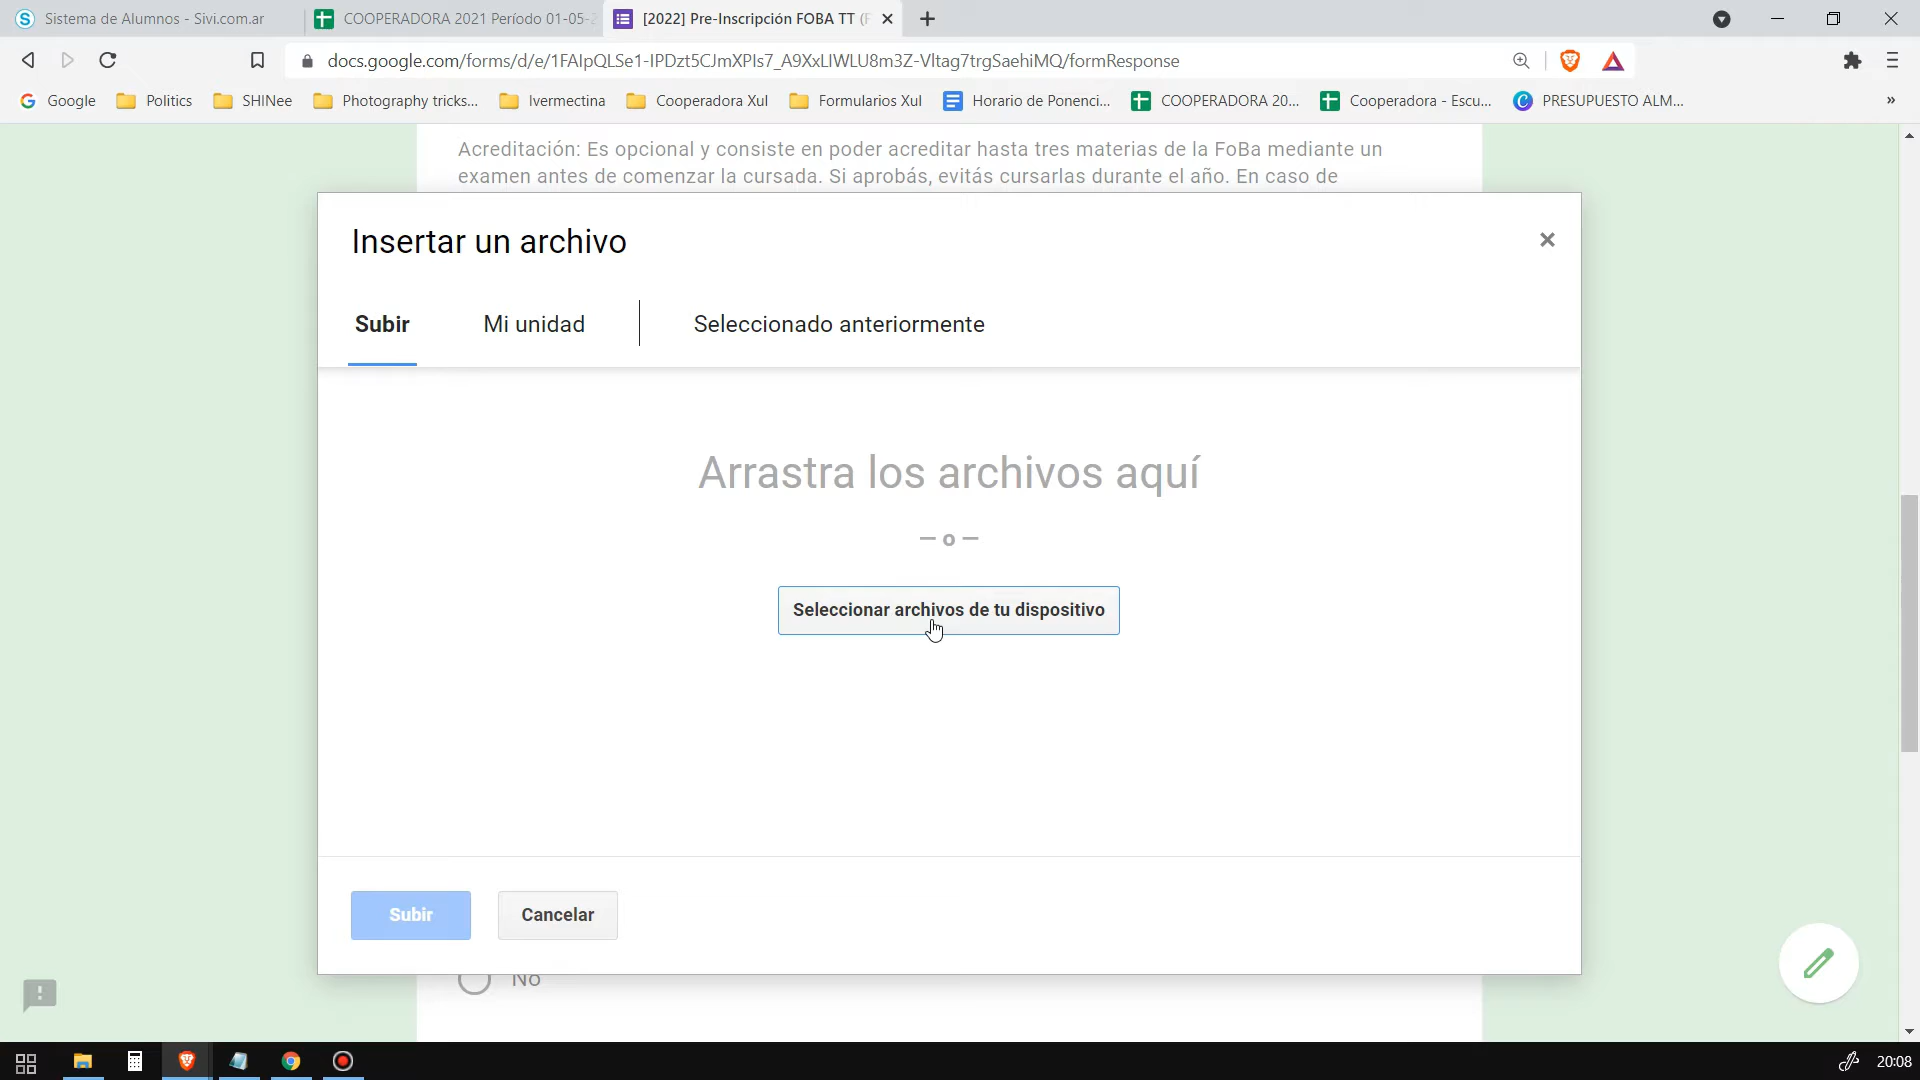 Sistema de Alumnos - Sivi.com.ar
COOPERADORA 2021 Período 01-05-2
[2022] Pre-Inscripción FOBA TT (F
docs.google.com/forms/d/e/1FAIpQLSe1-IPDzt5CJmXPIs7_A9XxLIWLU8m3Z-Vltag7trgSaehiMQ/formResponse
Google
Politics
SHINee
Photography tricks...
Ivermectina
Cooperadora Xul
Formularios Xul
Horario de Ponenci...
COOPERADORA 20...
Cooperadora - Escu...
PRESUPUESTO ALM...
»
Acreditación: Es opcional y consiste en poder acreditar hasta tres materias de la FoBa mediante un
examen antes de comenzar la cursada. Si aprobás, evitás cursarlas durante el año. En caso de
Insertar un archivo
Subir
Mi unidad
Seleccionado anteriormente
Arrastra los archivos aquí
— o —
Seleccionar archivos de tu dispositivo
Subir
Cancelar
No
20:08